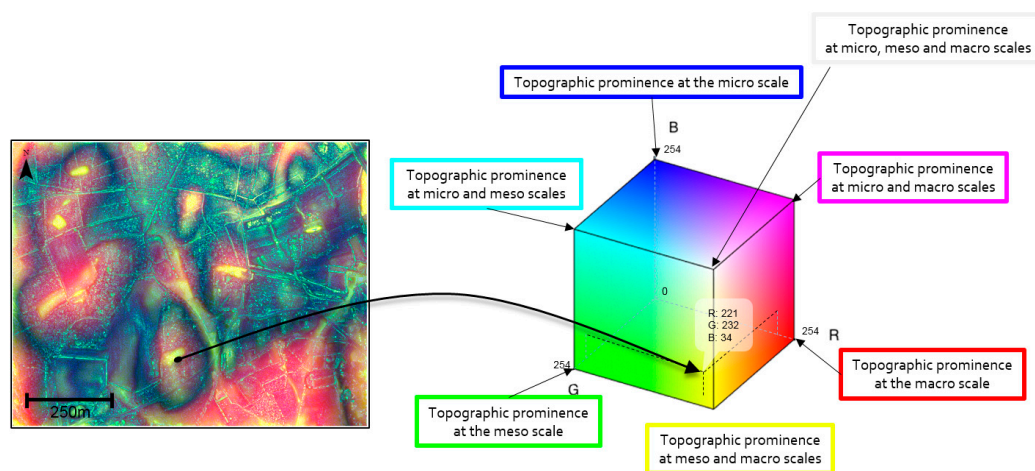 Topographic prominence
at micro, meso and macro scales
Topographic prominence at the micro scale
B
254
N
Topographic prominence
at micro and meso scales
Topographic prominence
at micro and macro scales
0
R: 221
G: 232
B: 34
254
R
254
G
250m
Topographic prominence
at the macro scale
Topographic prominence
at the meso scale
Topographic prominence
at meso and macro scales